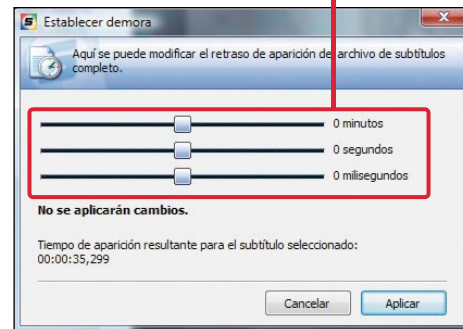 Establecer demora
Aquí se puede modificar el retraso de aparición de archivo de subtítulos
completo.
0 minutos
0 segundos
0 milisegundos
No se aplicarán cambios.
Tiempo de aparición resultante para el subtítulo seleccionado:
00:00:35,299
Cancelar
Aplicar